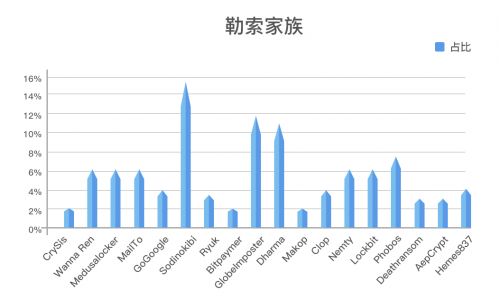 勒索家族
占比
16%
14%
12%
10%
8%
6%
4%
2%
0%
CrySis
Wanna Ren
Medusalocker
MailTo
GoGoogle
Sodinokibi
Ryuk
Bitpaymer
GlobeImposter
Dharma
Makop
Clop
Nemty
Lockbit
Phobos
Deathransom
AepCrypt
Hemes837